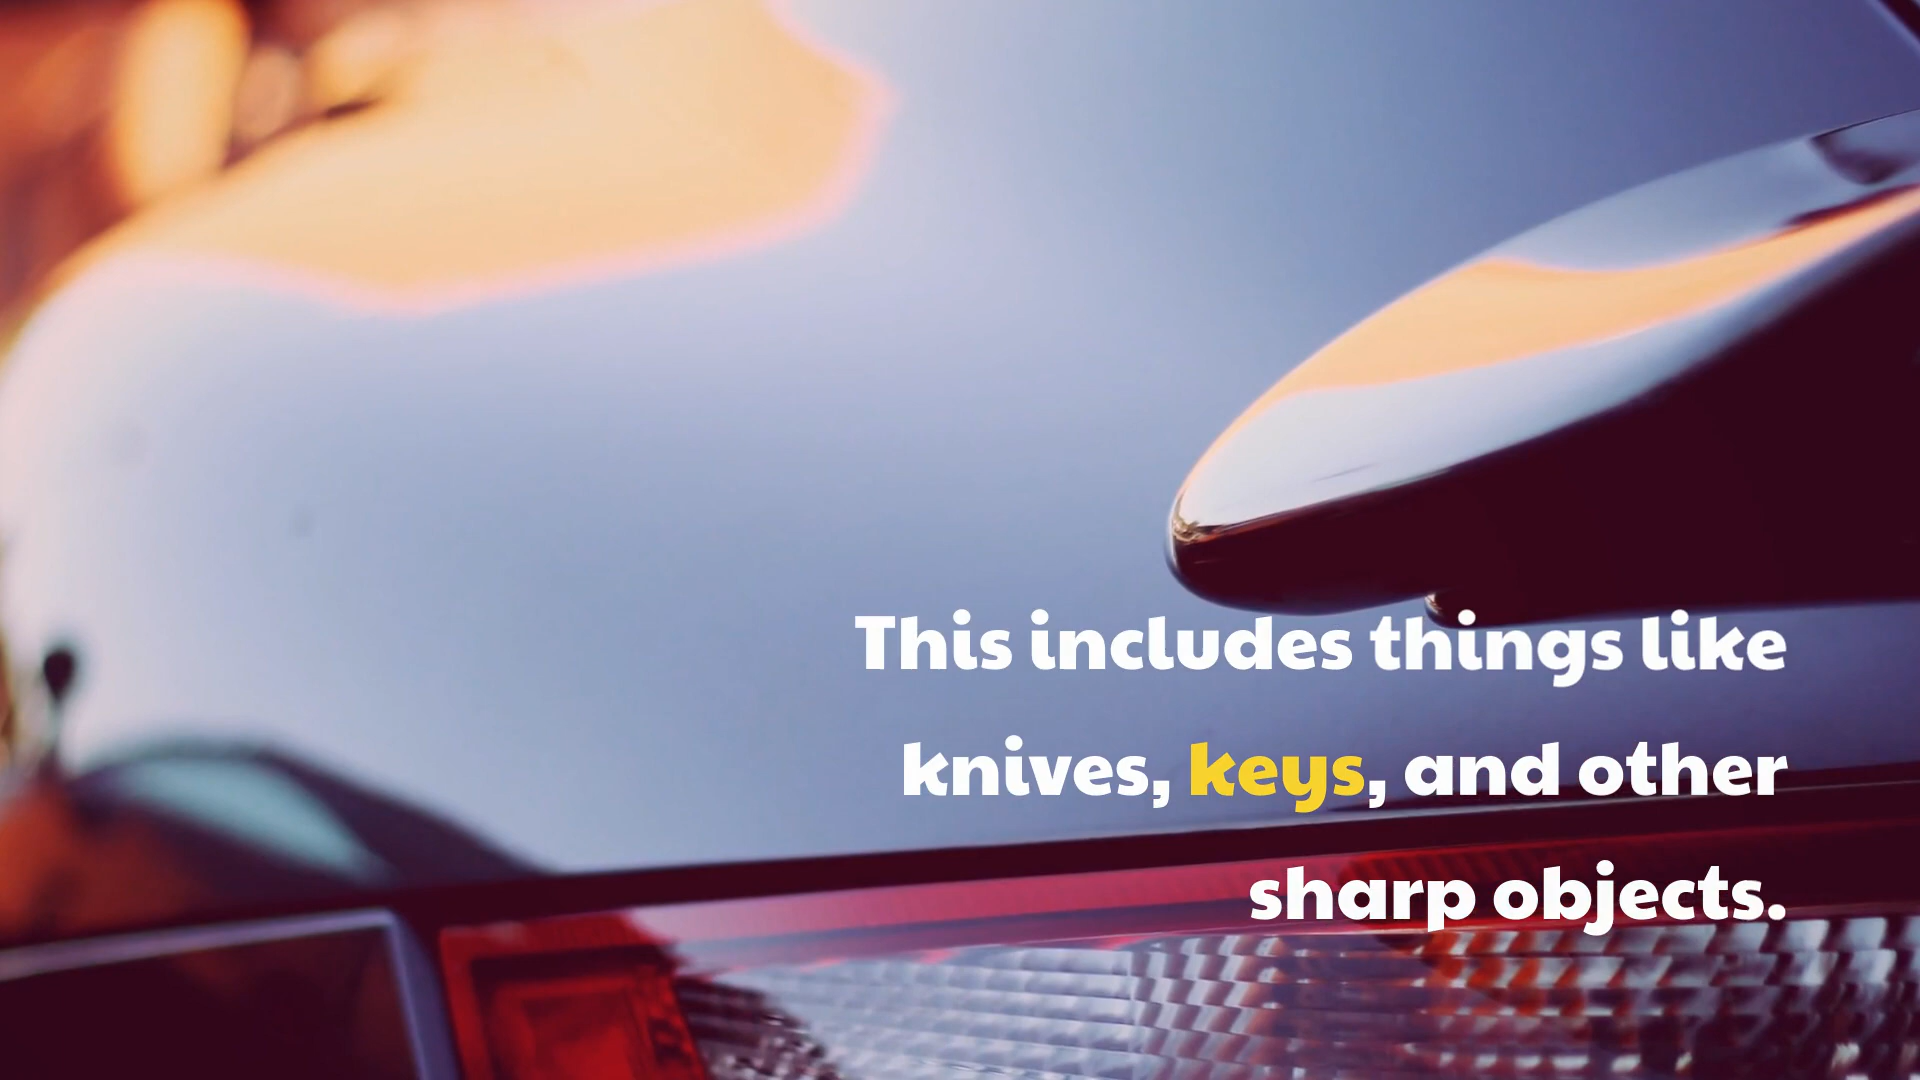 This includes things like
knives, keys, and other
sharp objects.